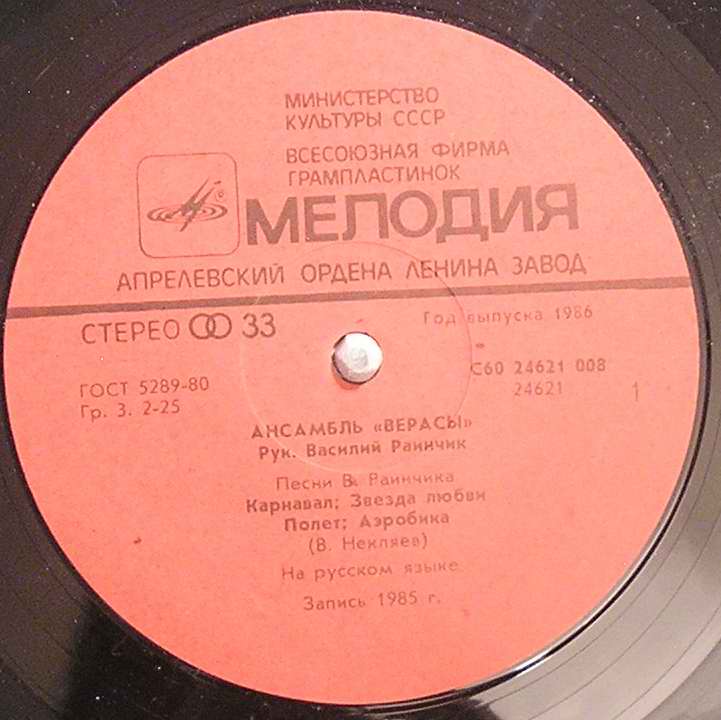 МИНИСТЕРСТВО
КУЛЬТУРЫ СССР
ВСЕСОЮЗНАЯ ФИРМА
ГРАМПЛАСТИНОК
МЕЛОДИЯ
АПРЕЛЕВСКИЙ ОРДЕНА ЛЕНИНА ЗАВОД
СТЕРЕО 33
Год выпуска 1986
ГОСТ 5289-80
Гр. 3. 2-25
С60 24621 008
24621
1
АНСАМБЛЬ «ВЕРАСЫ»
Рук. Василий Раинчик
Песни В. Раинчика
Карнавал; Звезда любви
Полет; Аэробика
(В. Некляев)
На русском языке
Запись 1985 г.